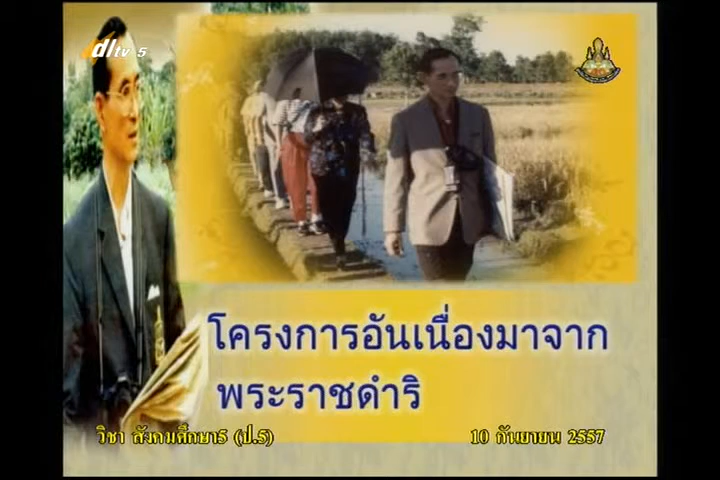 dltv 5
โครงการอันเนื่องมาจาก
พระราชดำริ
วิชา สังคมศึกษา5 (ป.5)
10 กันยายน 2557